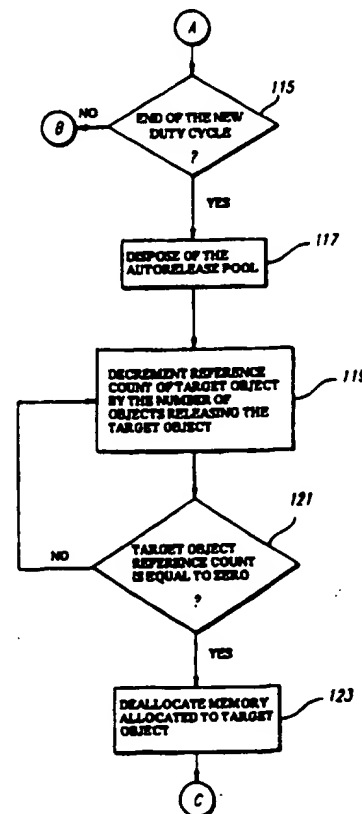 A
115
END OF THE NEW
DUTY CYCLE
?
NO
B
YES
117
DISPOSE OF THE
AUTORELEASE POOL
119
DECREMENT REFERENCE
COUNT OF TARGET OBJECT
BY THE NUMBER OF
OBJECTS RELEASING THE
TARGET OBJECT
121
TARGET OBJECT
REFERENCE COUNT
IS EQUAL TO ZERO
?
NO
YES
123
DEALLOCATE MEMORY
ALLOCATED TO TARGET
OBJECT
C